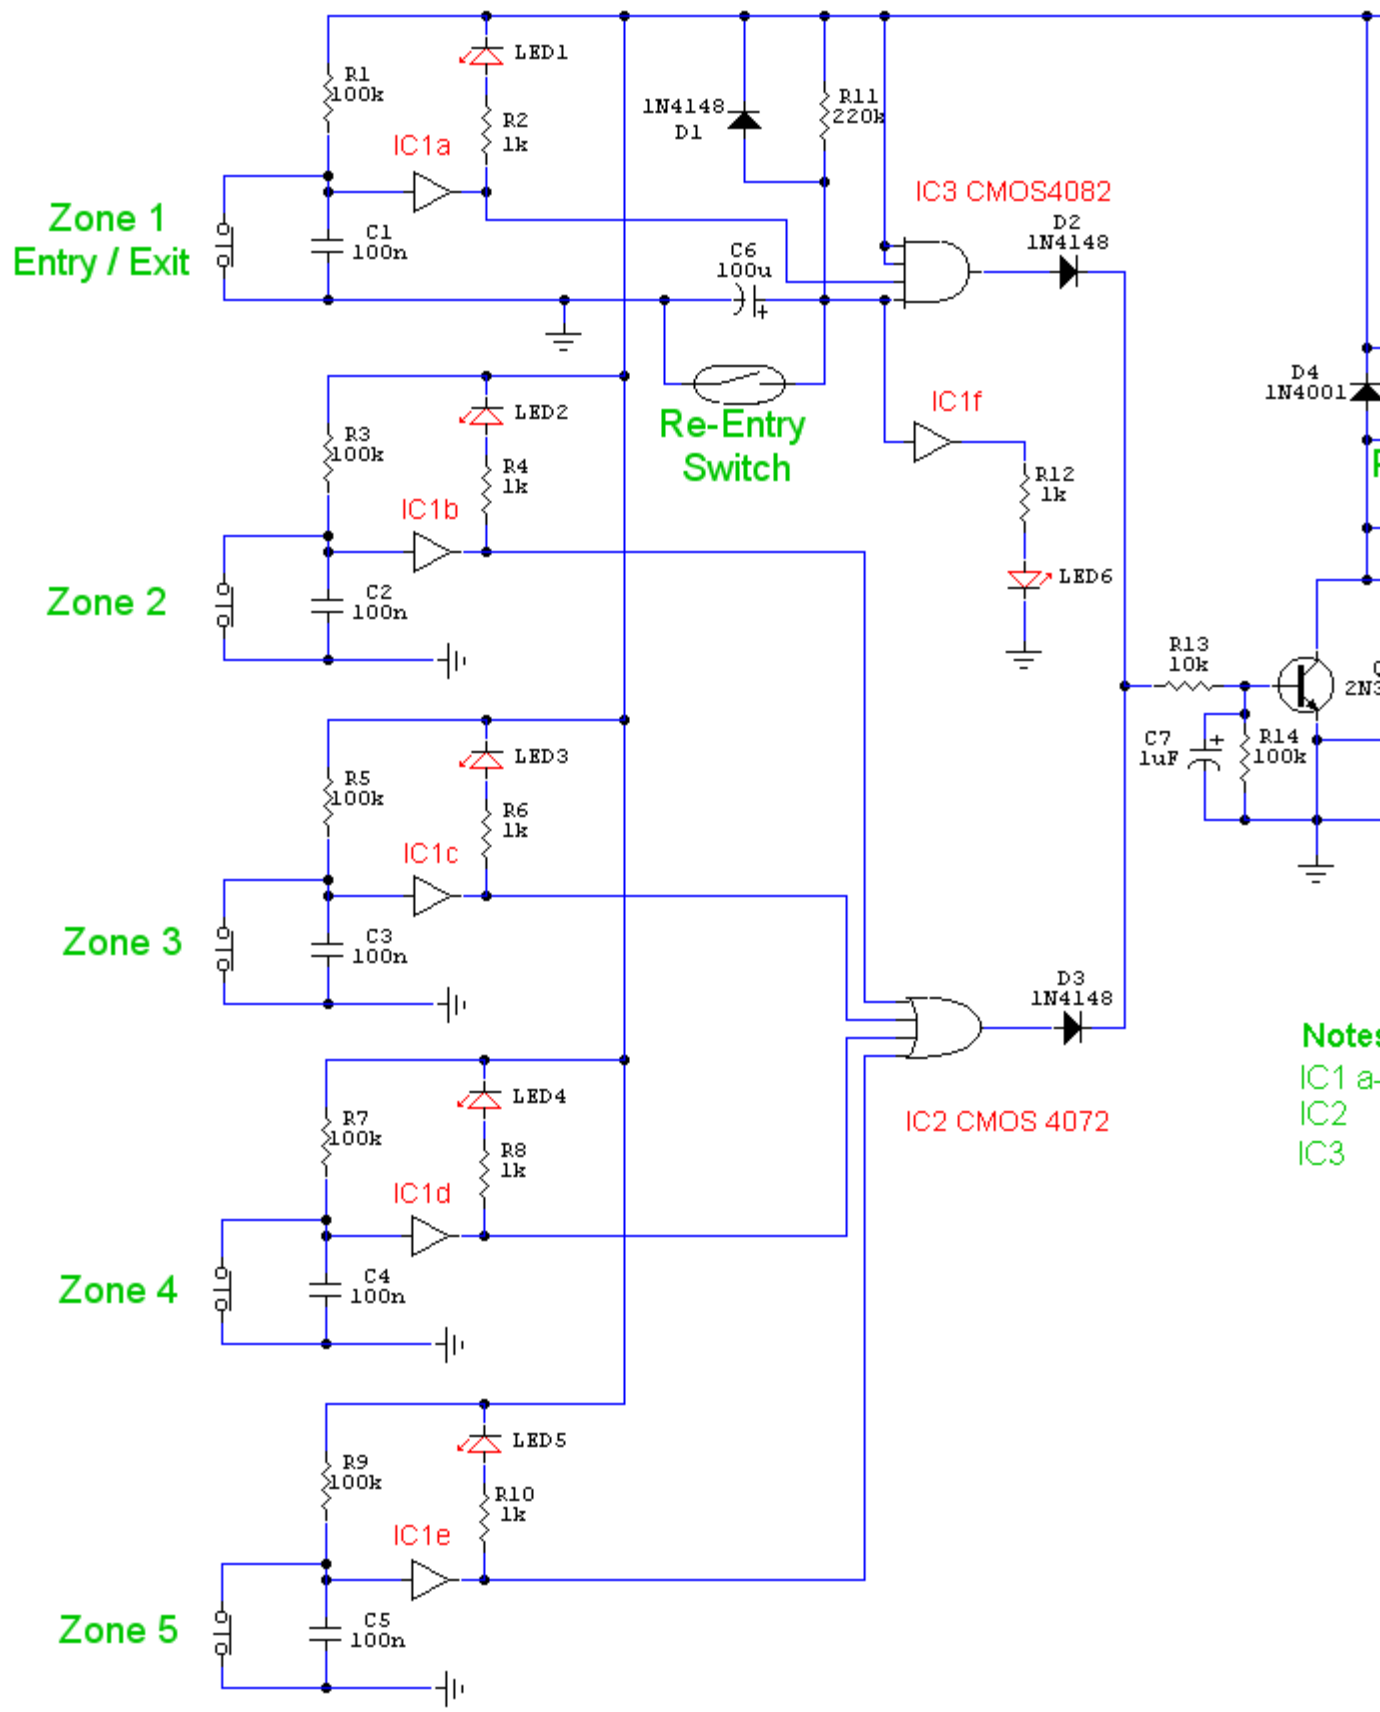 LED1
R1
100k
R2
1k
IC1a
Zone 1
Entry / Exit
C1
100n
1N4148
D1
R11
220k
IC3 CMOS4082
D2
1N4148
C6
100u
+
Re-Entry
Switch
IC1f
R12
1k
LED6
D4
1N4001
LED2
R3
100k
R4
1k
IC1b
Zone 2
C2
100n
R13
10k
2N3
C7
1uF
+
R14
100k
LED3
R5
100k
R6
1k
IC1c
Zone 3
C3
100n
D3
1N4148
IC2 CMOS 4072
Notes
IC1 a-
IC2
IC3
LED4
R7
100k
R8
1k
IC1d
Zone 4
C4
100n
LED5
R9
100k
R10
1k
IC1e
Zone 5
C5
100n